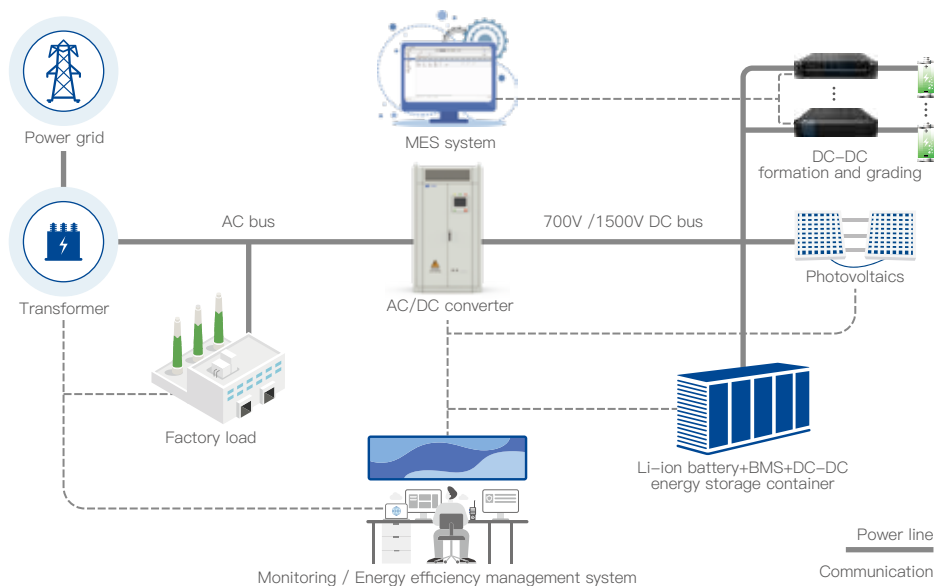 Power grid
MES system
DC-DC
formation and grading
AC bus
700V /1500V DC bus
Transformer
AC/DC converter
Photovoltaics
Factory load
Li-ion battery+BMS+DC-DC
energy storage container
Monitoring / Energy efficiency management system
Power line
Communication